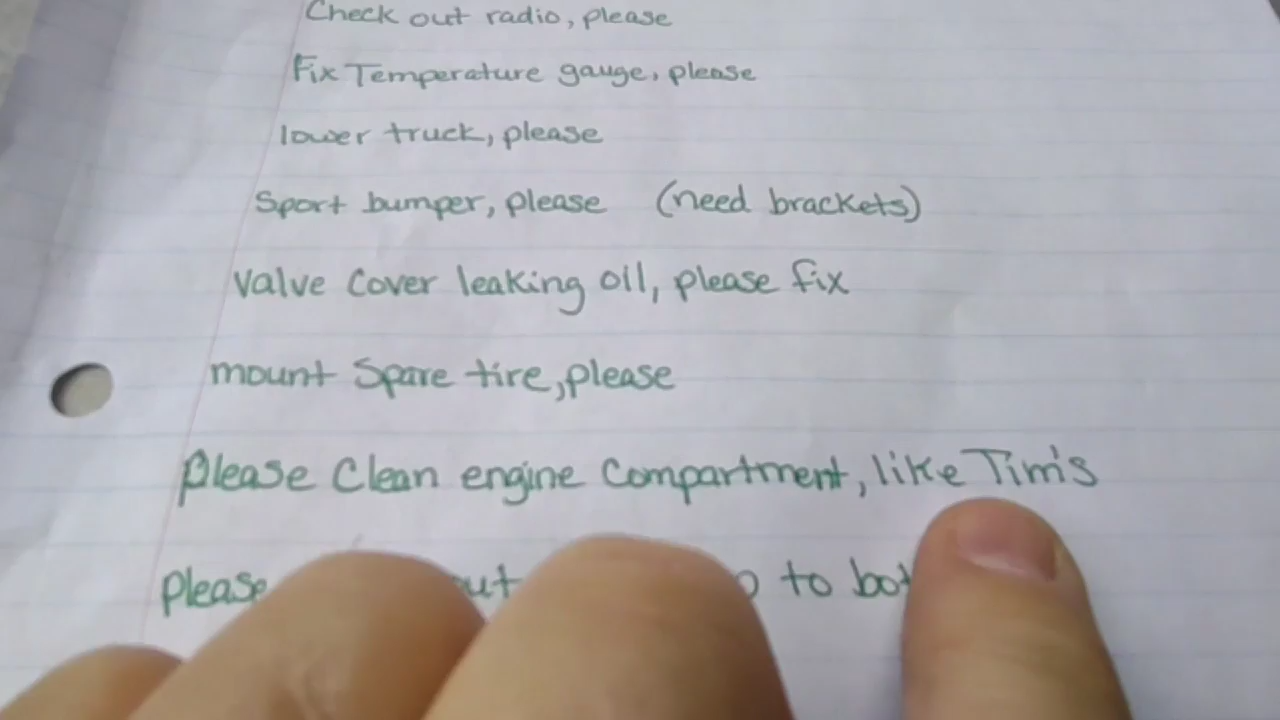 Check out radio, please
Fix Temperature gauge, please
lower truck, please
Sport bumper, please (need brackets)
Valve Cover leaking oil, please fix
mount Spare tire, please
please Clean engine Compartment, like Tim's
please to